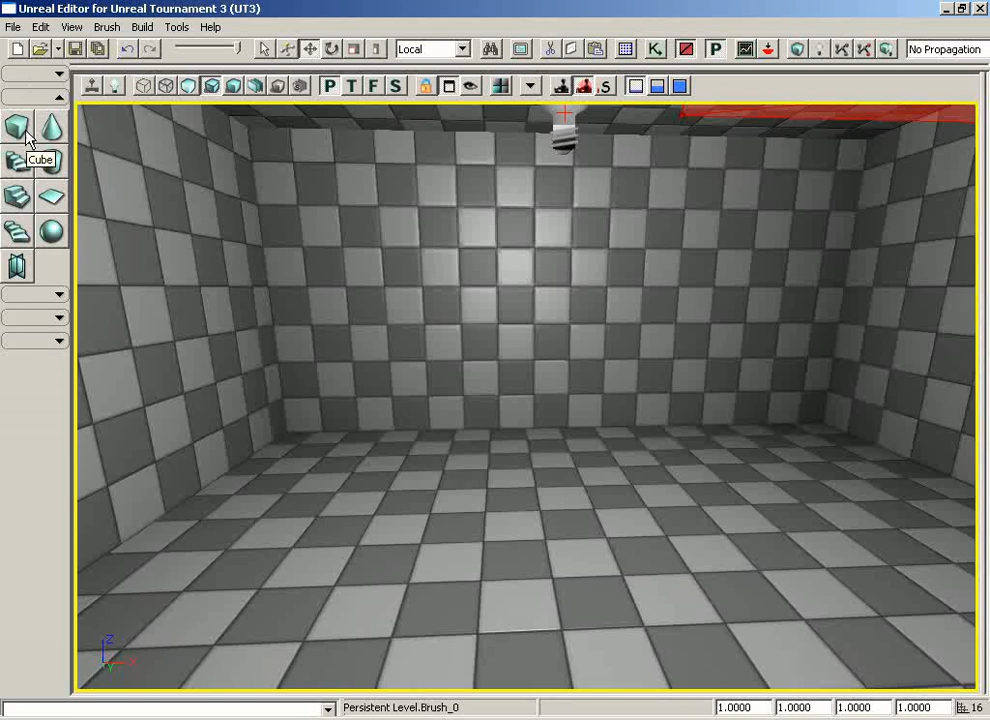 Unreal Editor for Unreal Tournament 3 (UT3)
File Edit View Brush Build Tools Help
Local
K
P
No Propagation
P T F S
S
Cube
Z
X
Y
Persistent Level.Brush_0
1.0000 1.0000 1.0000 1.0000 16